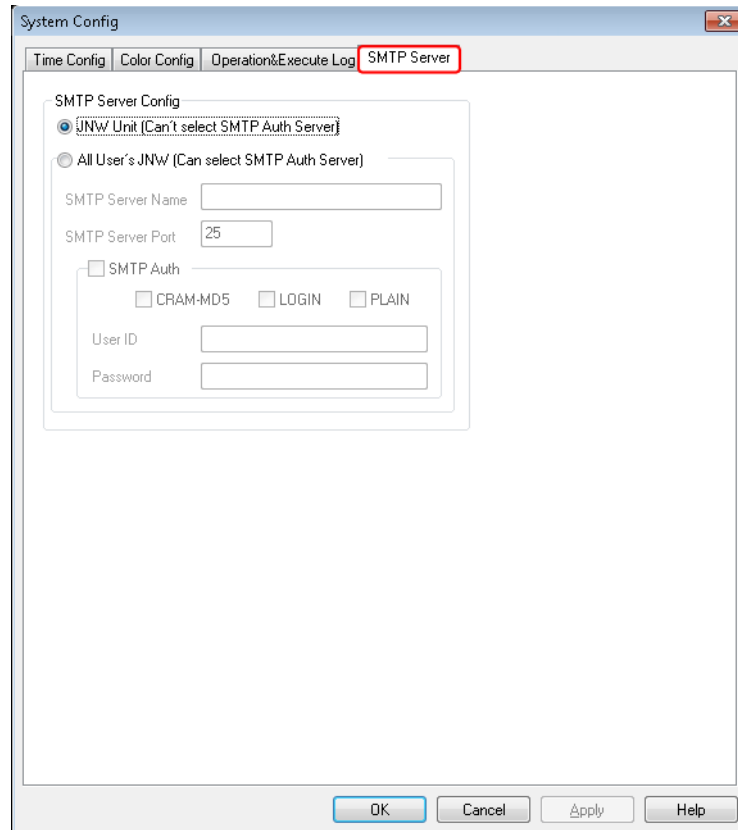 System Config
Time Config Color Config Operation&Execute Log SMTP Server
SMTP Server Config
JNW Unit (Can't select SMTP Auth Server)
All User's JNW (Can select SMTP Auth Server)
SMTP Server Name
SMTP Server Port 25
SMTP Auth
CRAM-MD5 LOGIN PLAIN
User ID
Password
OK Cancel Apply Help